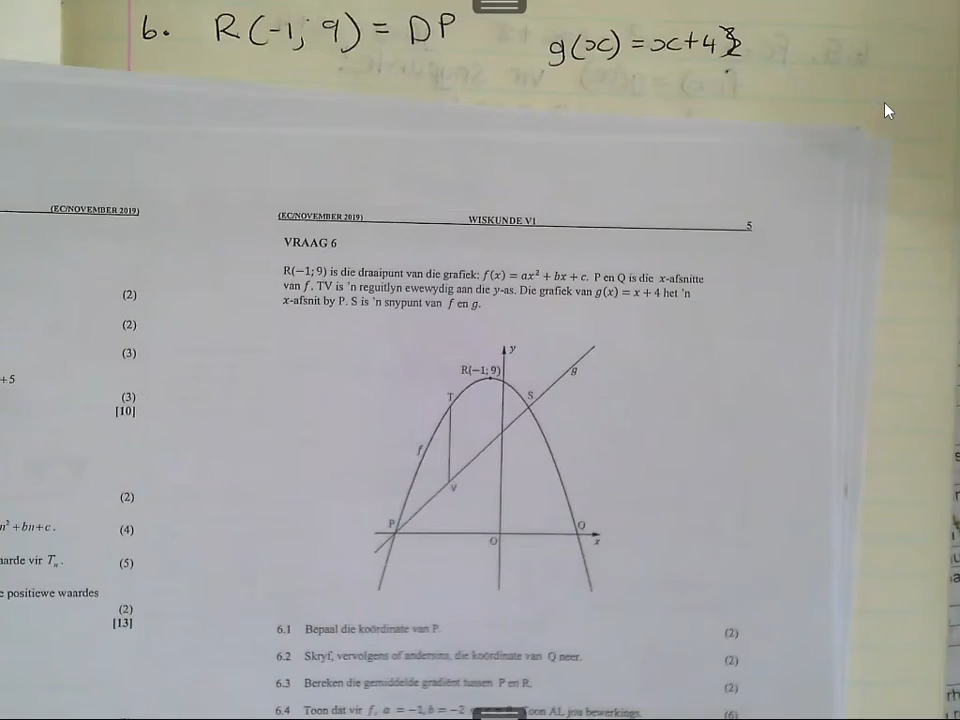 6. R(-1; 9) = DP
g(x) = x+4
(EC/NOVEMBER 2019)
(2)
(2)
(3)
+5
(3)
[10]
(2)
n² + bn + c.
(4)
aarde vir Tₙ.
(5)
e positiewe waardes
(2)
[13]
(EC/NOVEMBER 2019) WISKUNDE V1 5
VRAAG 6
R(−1; 9) is die draaipunt van die grafiek: f(x) = ax² + bx + c. P en Q is die x-afsnitte
van f. TV is 'n reguitlyn ewewydig aan die y-as. Die grafiek van g(x) = x + 4 het 'n
x-afsnit by P. S is 'n snypunt van f en g.
y
R(−1; 9)
g
T
S
f
V
P
Q
O
x
6.1 Bepaal die koördinate van P. (2)
6.2 Skryf, vervolgens of andersins, die koördinate van Q neer. (2)
6.3 Bereken die gemiddelde gradiënt tussen P en R. (2)
6.4 Toon dat vir f, a = −1, b = −2 Toon AL jou bewerkings. (6)